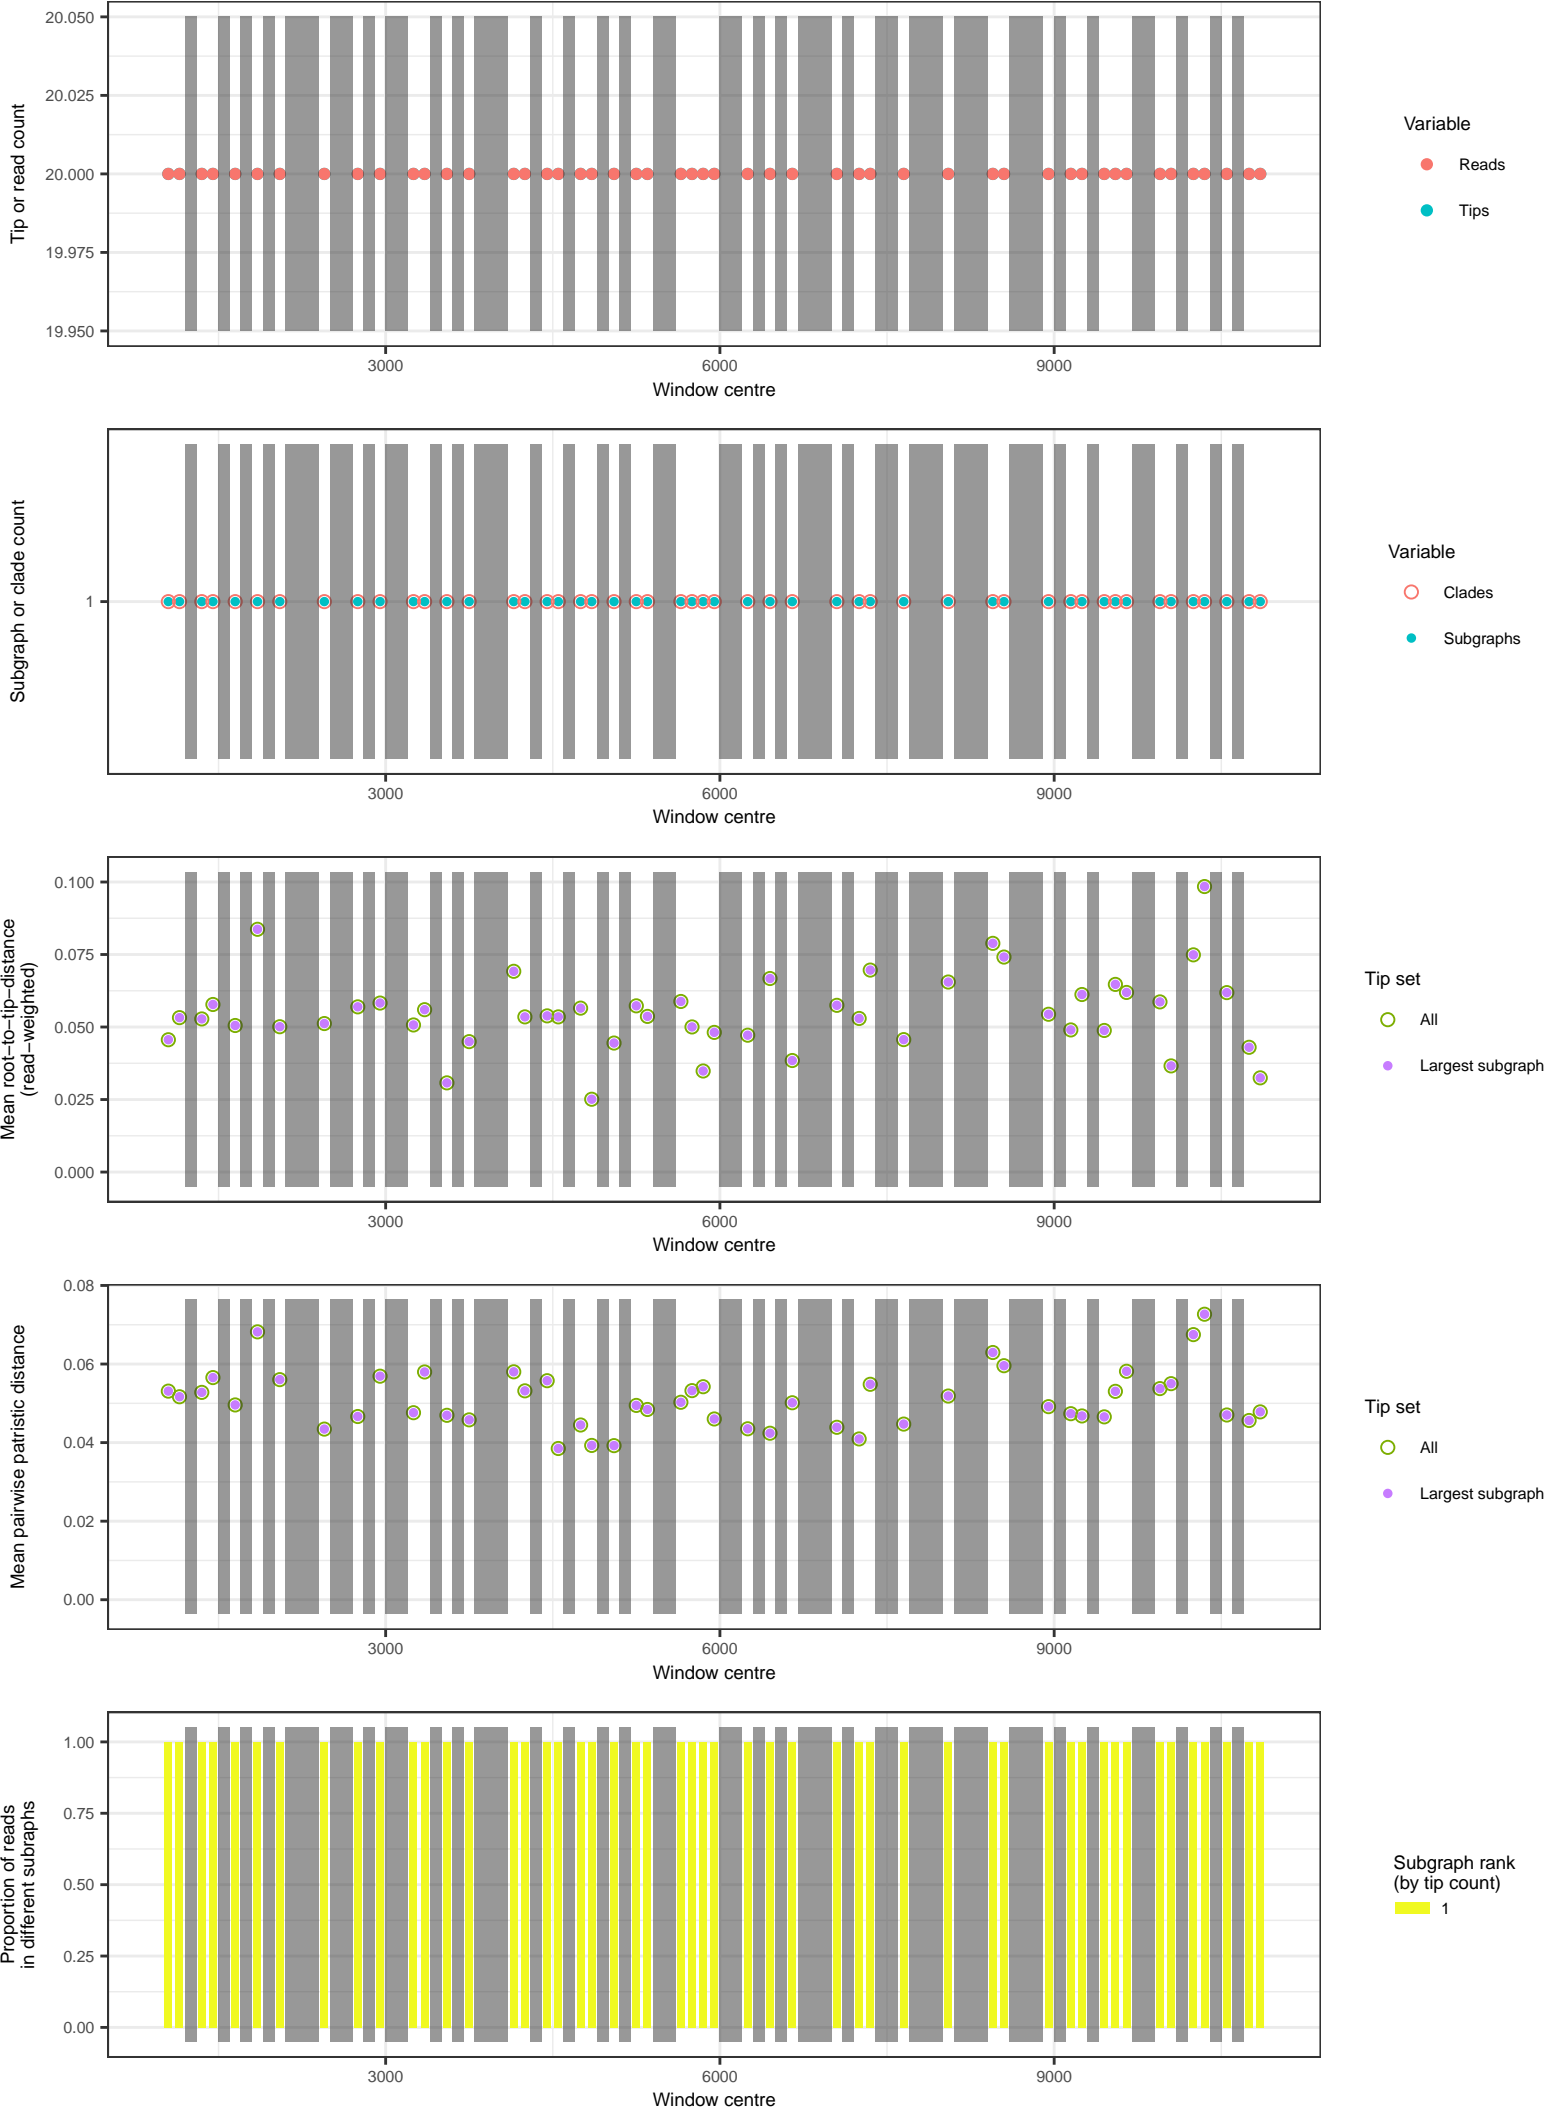 20.050
20.025
20.000
19.975
19.950
Tip or read count
3000
6000
9000
Window centre
Variable
Reads
Tips
1
Subgraph or clade count
3000
6000
9000
Window centre
Variable
Clades
Subgraphs
0.100
0.075
0.050
0.025
0.000
Mean root−to−tip−distance
(read−weighted)
3000
6000
9000
Window centre
Tip set
All
Largest subgraph
0.08
0.06
0.04
0.02
0.00
Mean pairwise patristic distance
3000
6000
9000
Window centre
Tip set
All
Largest subgraph
1.00
0.75
0.50
0.25
0.00
Proportion of reads
in different subraphs
3000
6000
9000
Window centre
Subgraph rank
(by tip count)
1